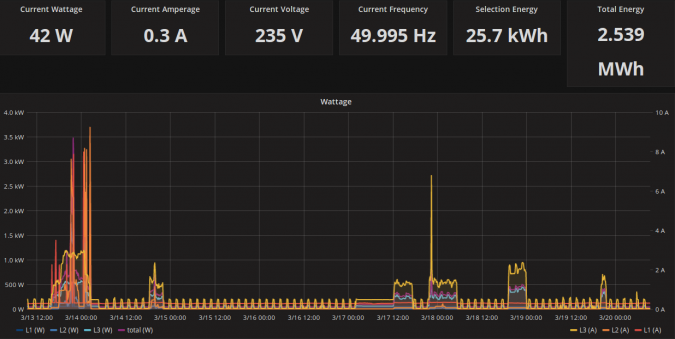 Current Wattage
42 W
Current Amperage
0.3 A
Current Voltage
235 V
Current Frequency
49.995 Hz
Selection Energy
25.7 kWh
Total Energy
2.539
MWh
Wattage
4.0 kW
3.5 kW
3.0 kW
2.5 kW
2.0 kW
1.5 kW
1.0 kW
500 W
0 W
10 A
8 A
6 A
4 A
2 A
0 A
3/13 12:00 3/14 00:00 3/14 12:00 3/15 00:00 3/15 12:00 3/16 00:00 3/16 12:00 3/17 00:00 3/17 12:00 3/18 00:00 3/18 12:00 3/19 00:00 3/19 12:00 3/20 00:00
L1 (W) L2 (W) L3 (W) total (W) L3 (A) L2 (A) L1 (A)